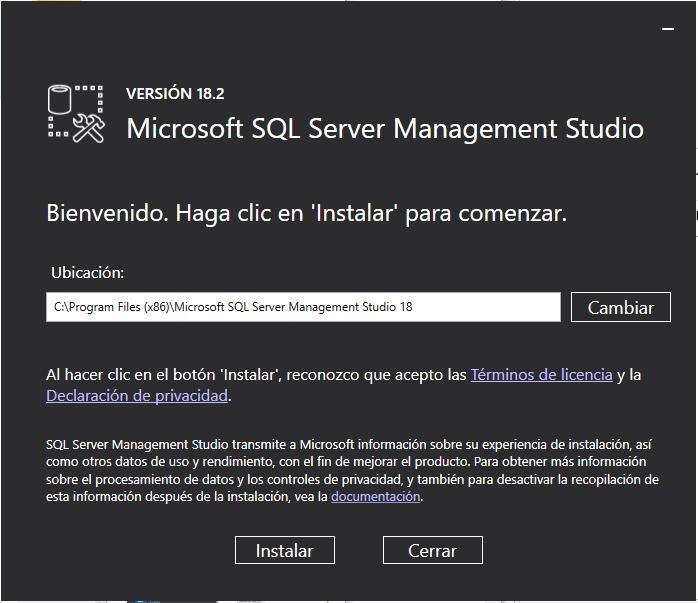 VERSIÓN 18.2
Microsoft SQL Server Management Studio
Bienvenido. Haga clic en 'Instalar' para comenzar.
Ubicación:
C:\Program Files (x86)\Microsoft SQL Server Management Studio 18
Cambiar
Al hacer clic en el botón 'Instalar', reconozco que acepto las Términos de licencia y la
Declaración de privacidad.
SQL Server Management Studio transmite a Microsoft información sobre su experiencia de instalación, así
como otros datos de uso y rendimiento, con el fin de mejorar el producto. Para obtener más información
sobre el procesamiento de datos y los controles de privacidad, y también para desactivar la recopilación de
esta información después de la instalación, vea la documentación.
Instalar
Cerrar